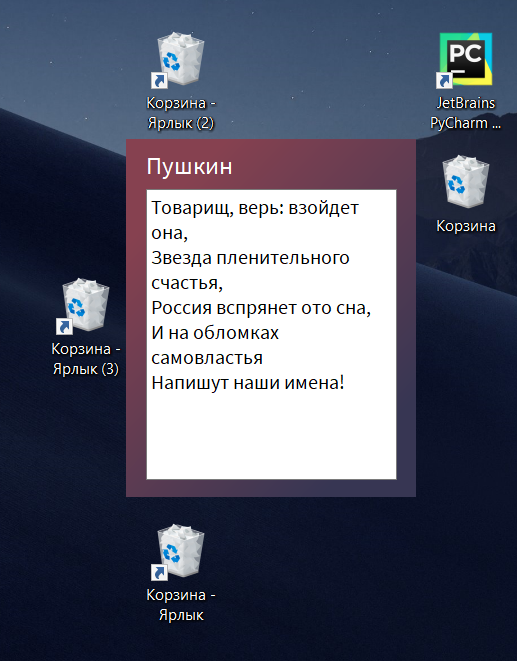 Корзина -
Ярлык (2)
PC
JetBrains
PyCharm ...
Пушкин
Товарищ, верь: взойдет
она,
Звезда пленительного
счастья,
Россия вспрянет ото сна,
И на обломках
самовластья
Напишут наши имена!
Корзина
Корзина -
Ярлык (3)
Корзина -
Ярлык